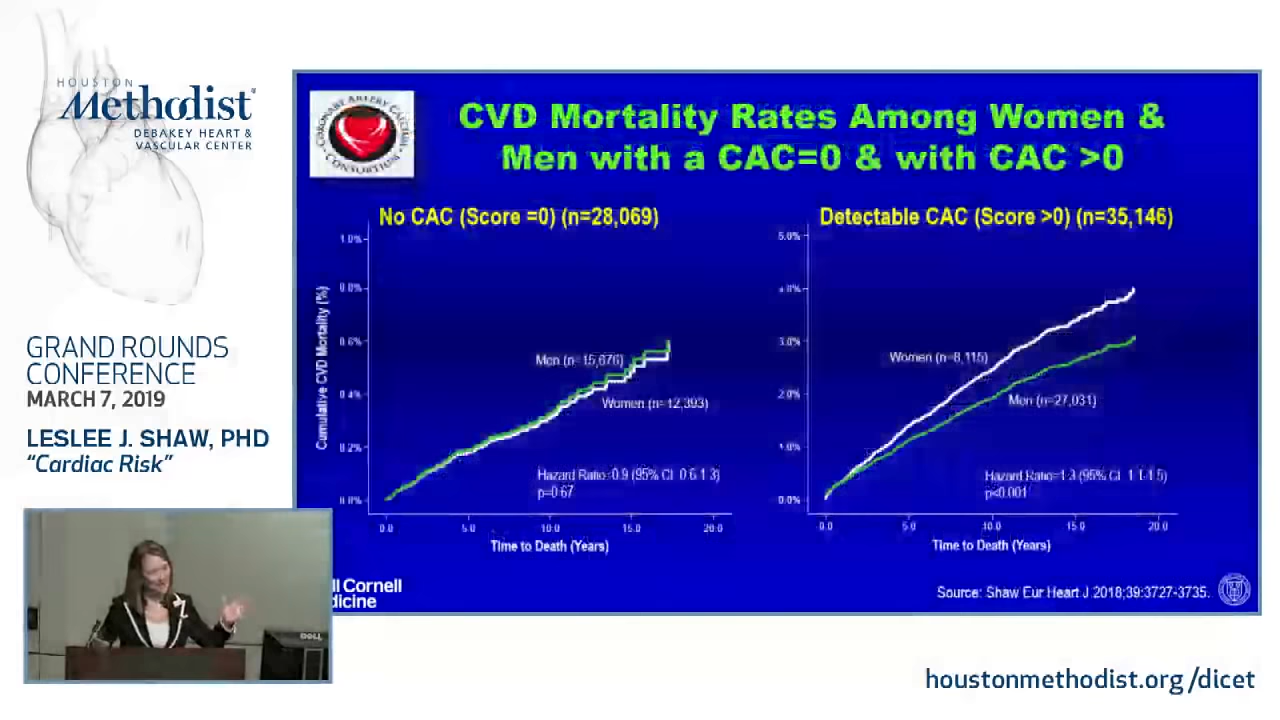 HOUSTON
Methodist
DEBAKEY HEART &
VASCULAR CENTER
GRAND ROUNDS
CONFERENCE
MARCH 7, 2019
LESLEE J. SHAW, PHD
“Cardiac Risk”
CORONARY ARTERY CALCIUM
CONSORTIUM
CVD Mortality Rates Among Women &
Men with a CAC=0 & with CAC >0
No CAC (Score =0) (n=28,069)
Cumulative CVD Mortality (%)
1.0%
0.8%
0.6%
0.4%
0.2%
0.0%
Men (n=15,676)
Women (n=12,393)
Hazard Ratio=0.9 (95% CI 0.6-1.3)
p=0.67
0.0 5.0 10.0 15.0 20.0
Time to Death (Years)
Detectable CAC (Score >0) (n=35,146)
5.0%
4.0%
3.0%
2.0%
1.0%
0.0%
Women (n=8,115)
Men (n=27,031)
Hazard Ratio=1.3 (95% CI 1.1-1.5)
p<0.001
0.0 5.0 10.0 15.0 20.0
Time to Death (Years)
ll Cornell
dicine
Source: Shaw Eur Heart J 2018;39:3727-3735.
DELL
houstonmethodist.org/dicet